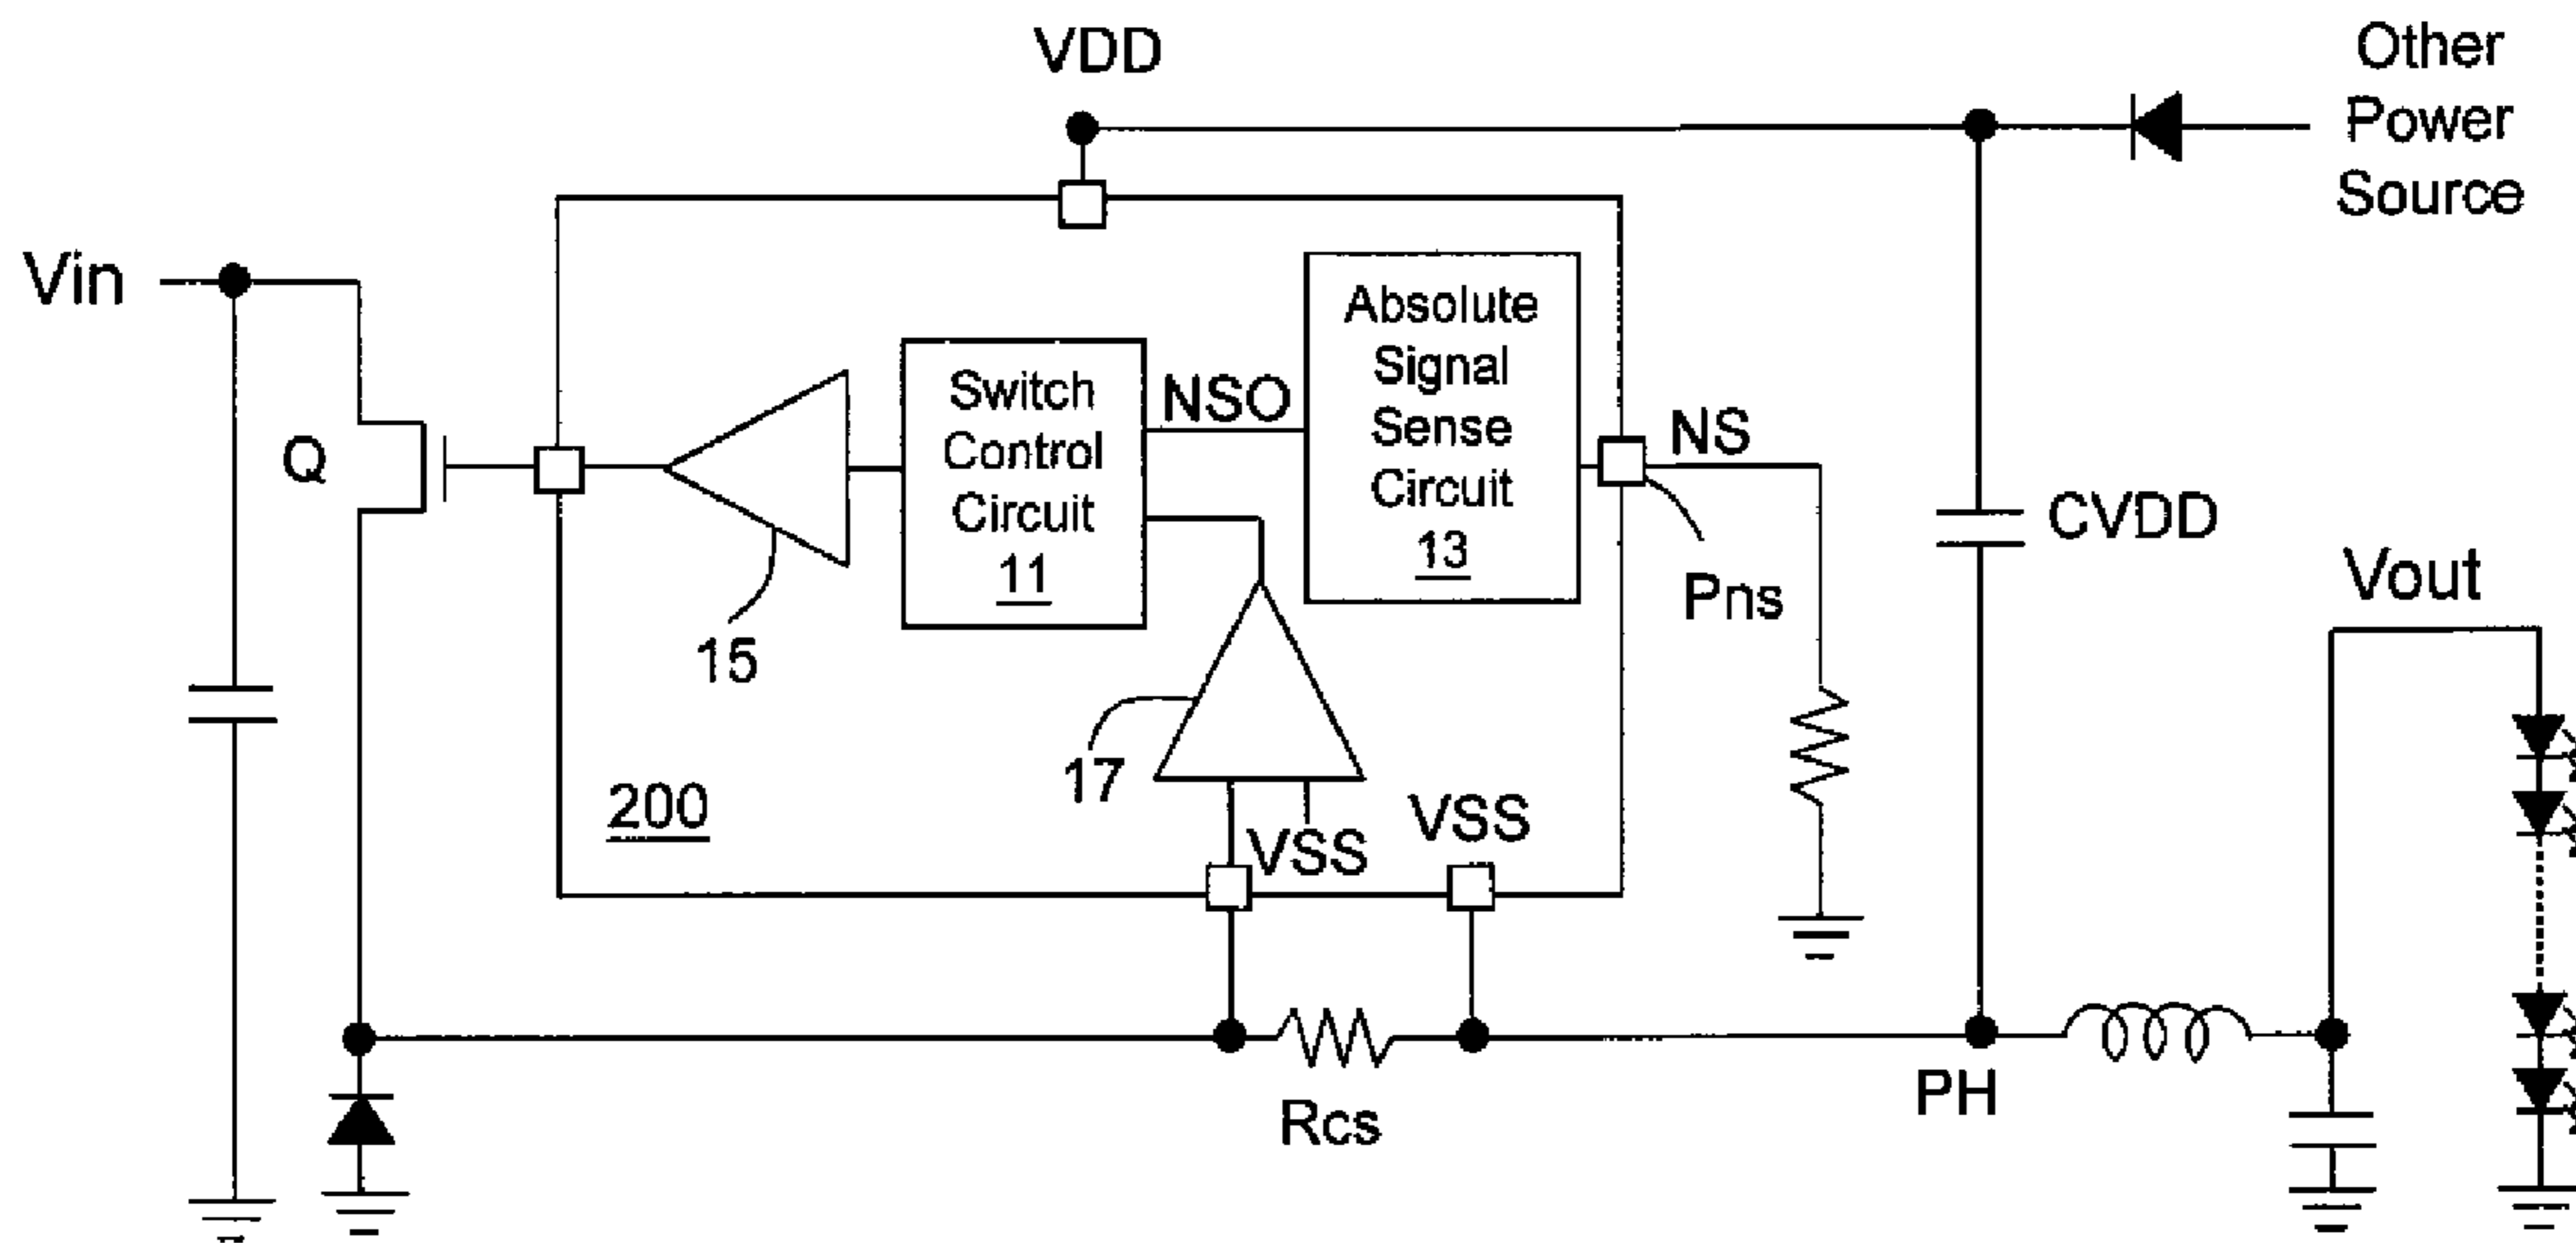 VDD
Other
Power
Source
Vin
Absolute
Signal
Sense
Circuit
13
Switch
Control
Circuit
11
NSO
NS
Q
CVDD
Pns
Vout
15
17
200
VSS
VSS
Rcs
PH